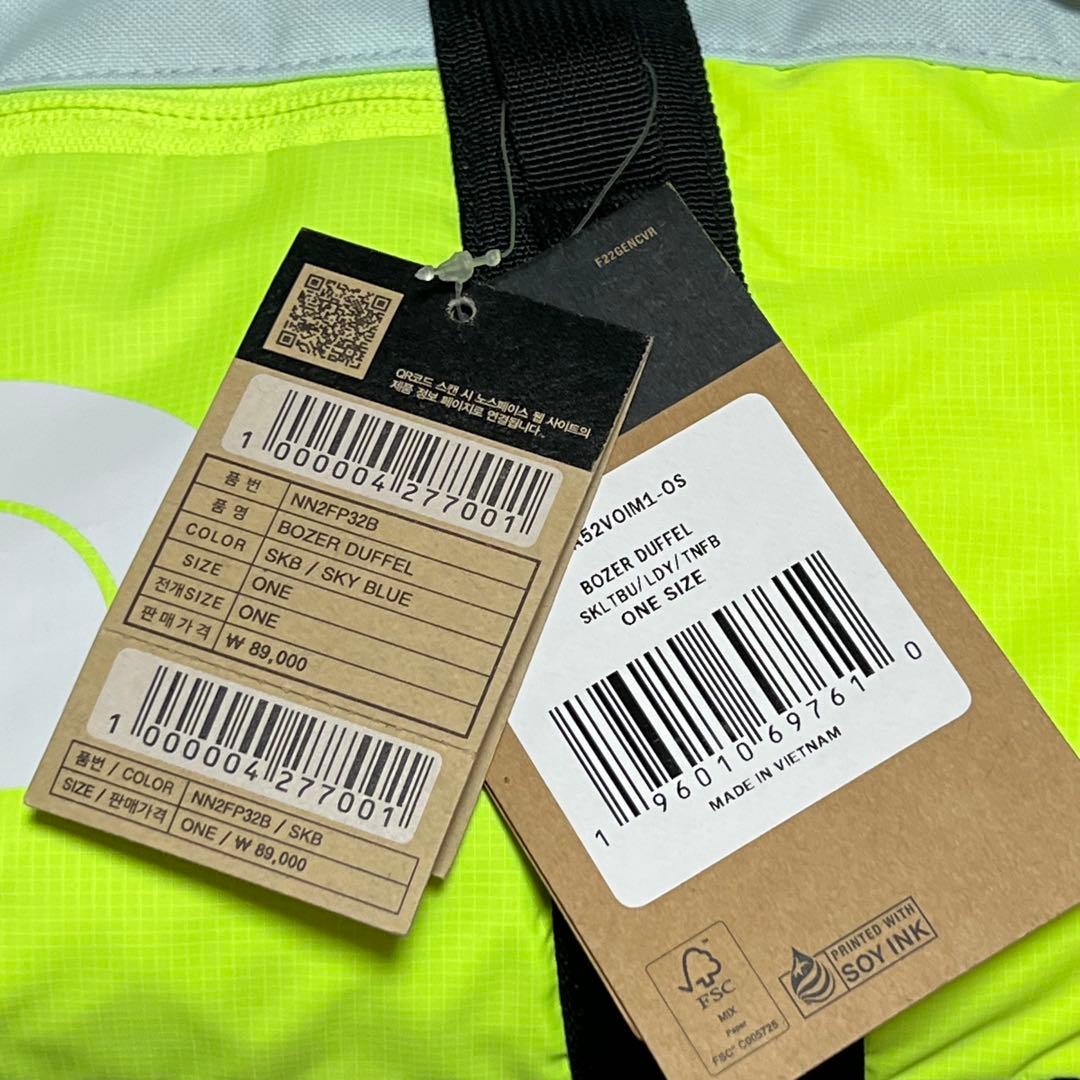 QR코드 스캔 시 노스페이스 웹 사이트의
제품 정보 페이지로 연결됩니다.
1 000004 277001
품번 NN2FP32B
품명 BOZER DUFFEL
COLOR SKB / SKY BLUE
SIZE ONE
전개SIZE ONE
판매가격 ₩ 89,000
1 000004 277001
품번 / COLOR NN2FP32B / SKB
SIZE / 판매가격 ONE / ₩ 89,000
F22GENCVR
A52VOIM1-OS
BOZER DUFFEL
SKLTBU/LDY/TNFB
ONE SIZE
1 96010 69761 0
MADE IN VIETNAM
FSC™
MIX
Paper
FSC® C005725
PRINTED WITH
SOY INK